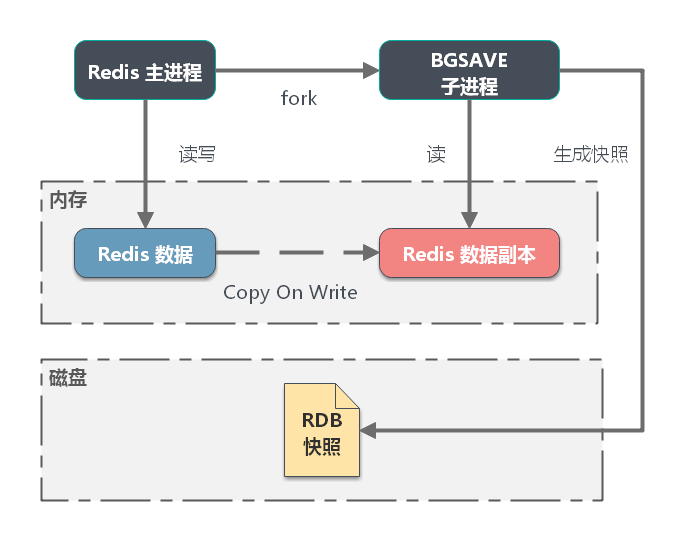 Redis 主进程
BGSAVE
子进程
fork
读写
读
生成快照
内存
Redis 数据
Redis 数据副本
Copy On Write
磁盘
RDB
快照